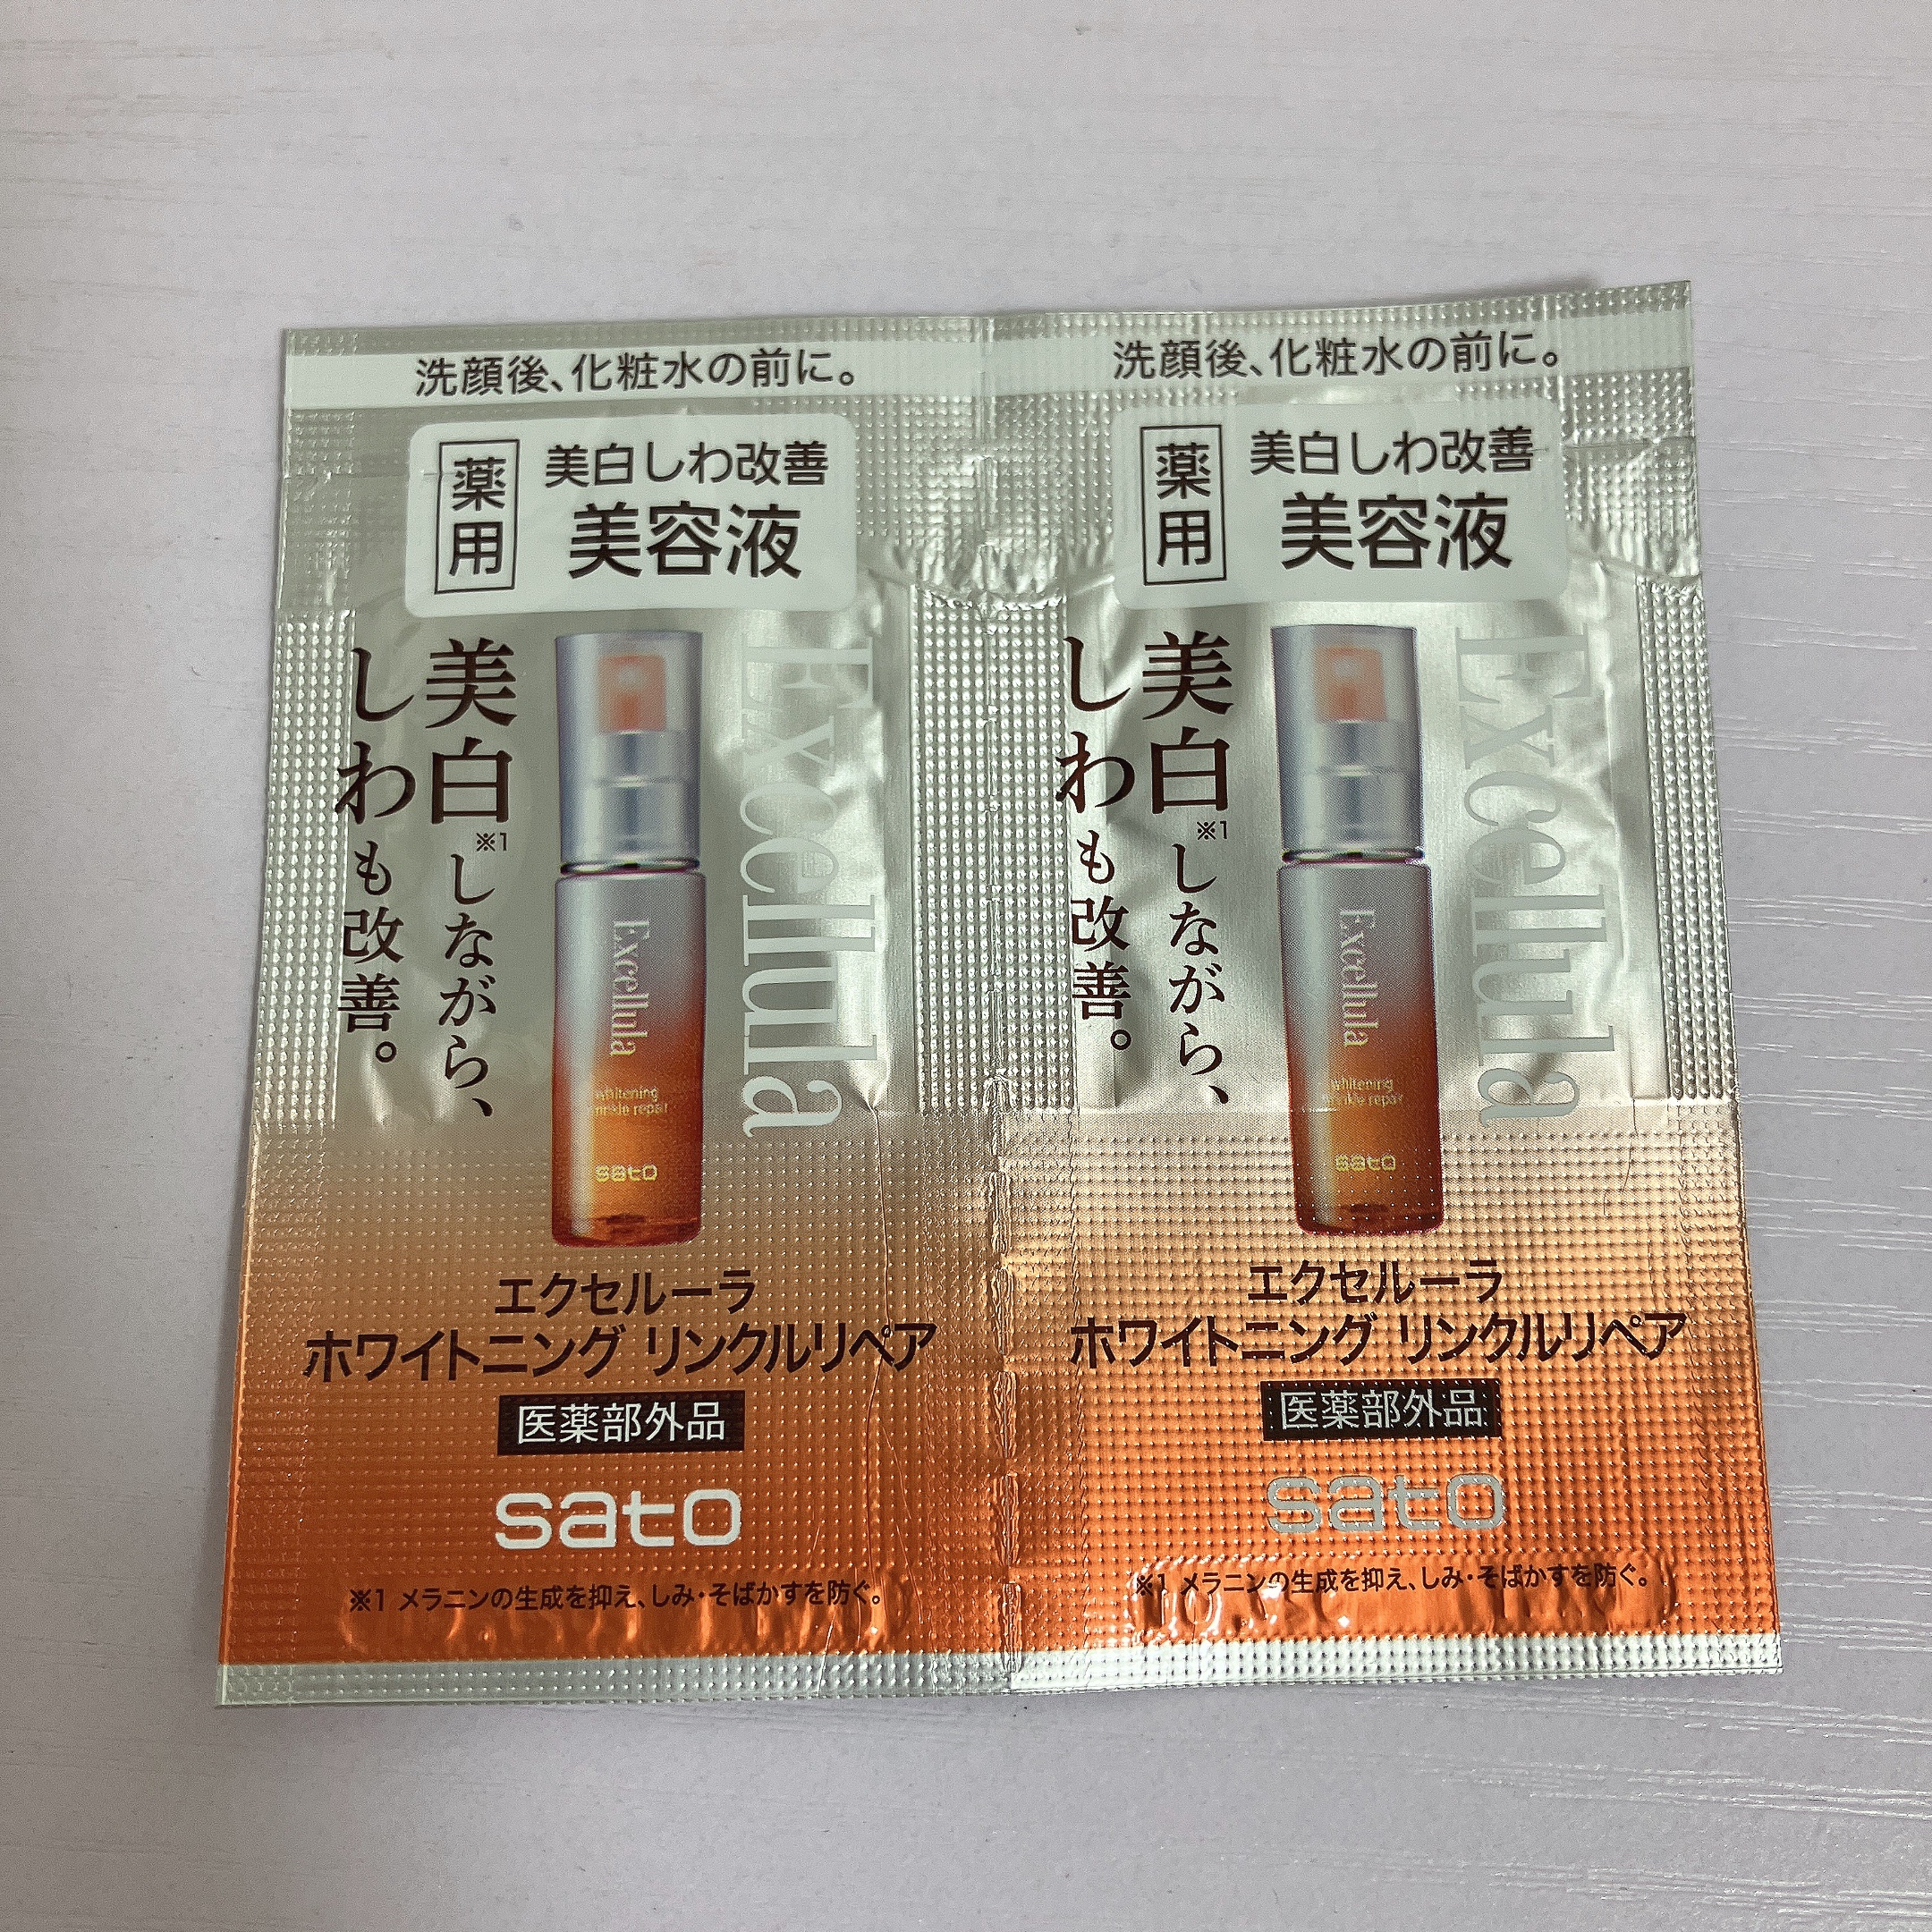 洗顔後、化粧水の前に。
薬用
美白しわ改善
美容液
美白※1しながら、
しわも改善。
Excellula
Excellula
whitening
wrinkle repair
sato
エクセルーラ
ホワイトニング リンクルリペア
医薬部外品
sato
※1 メラニンの生成を抑え、しみ・そばかすを防ぐ。
洗顔後、化粧水の前に。
薬用
美白しわ改善
美容液
美白※1しながら、
しわも改善。
Excellula
Excellula
whitening
wrinkle repair
sato
エクセルーラ
ホワイトニング リンクルリペア
医薬部外品
sato
※1 メラニンの生成を抑え、しみ・そばかすを防ぐ。